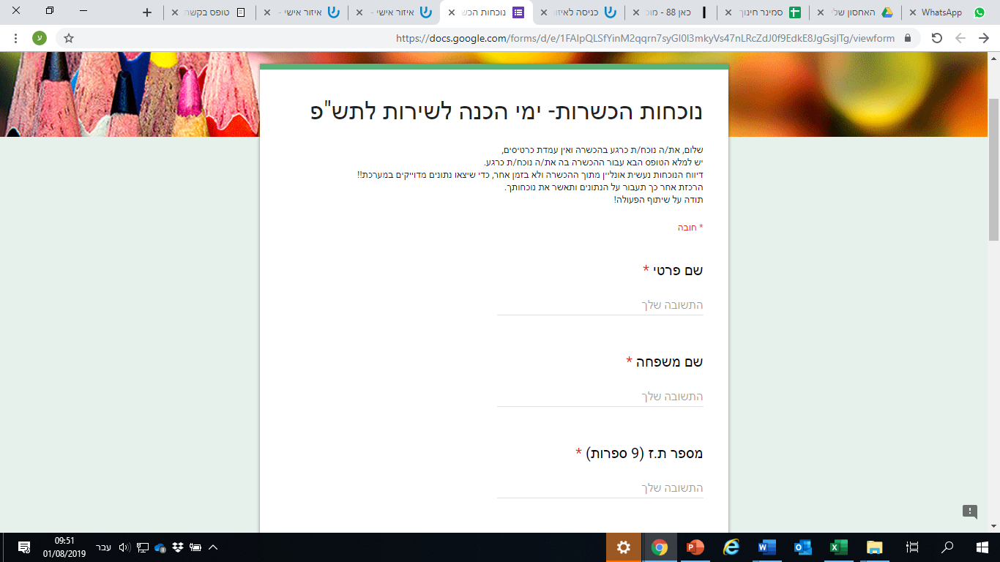 WhatsApp
האחסון שלי
סמינר חינוך
כאן 88 - מוכ
כניסה לאיזו
נוכחות הכש
איזור אישי -
איזור אישי -
טופס בקשה
https://docs.google.com/forms/d/e/1FAIpQLSfYinM2qqrn7syGI0I3mkyVs47nLRcZdJ0f9EdkE8JgGsjITg/viewform
ע
נוכחות הכשרות- ימי הכנה לשירות לתש"פ
שלום, את/ה נוכח/ת כרגע בהכשרה ואין עמדת כרטיסים,
יש למלא הטופס הבא עבור ההכשרה בה את/ה נוכח/ת כרגע.
דיווח הנוכחות נעשית אונליין מתוך ההכשרה ולא בזמן אחר, כדי שיצאו נתונים מדוייקים במערכת!!
הרכזת אחר כך תעבור על הנתונים ותאשר את נוכחותך.
תודה על שיתוף הפעולה!
* חובה
שם פרטי *
התשובה שלך
שם משפחה *
התשובה שלך
מספר ת.ז (9 ספרות) *
התשובה שלך
עבר
09:51
01/08/2019